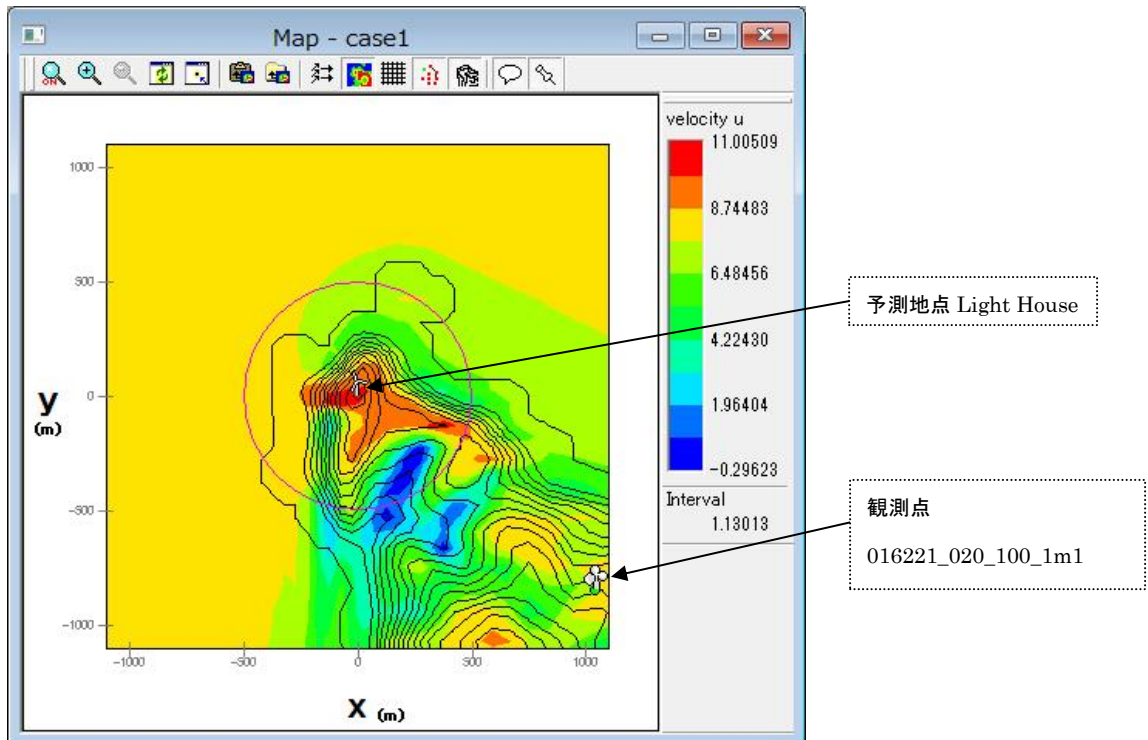 Map - case1
ON
velocity u
11.00509
8.74483
6.48456
4.22430
1.96404
-0.29623
Interval
1.13013
1000
500
0
-500
-1000
y
(m)
-1000
-500
0
500
1000
X (m)
予測地点 Light House
観測点
016221_020_100_1m1